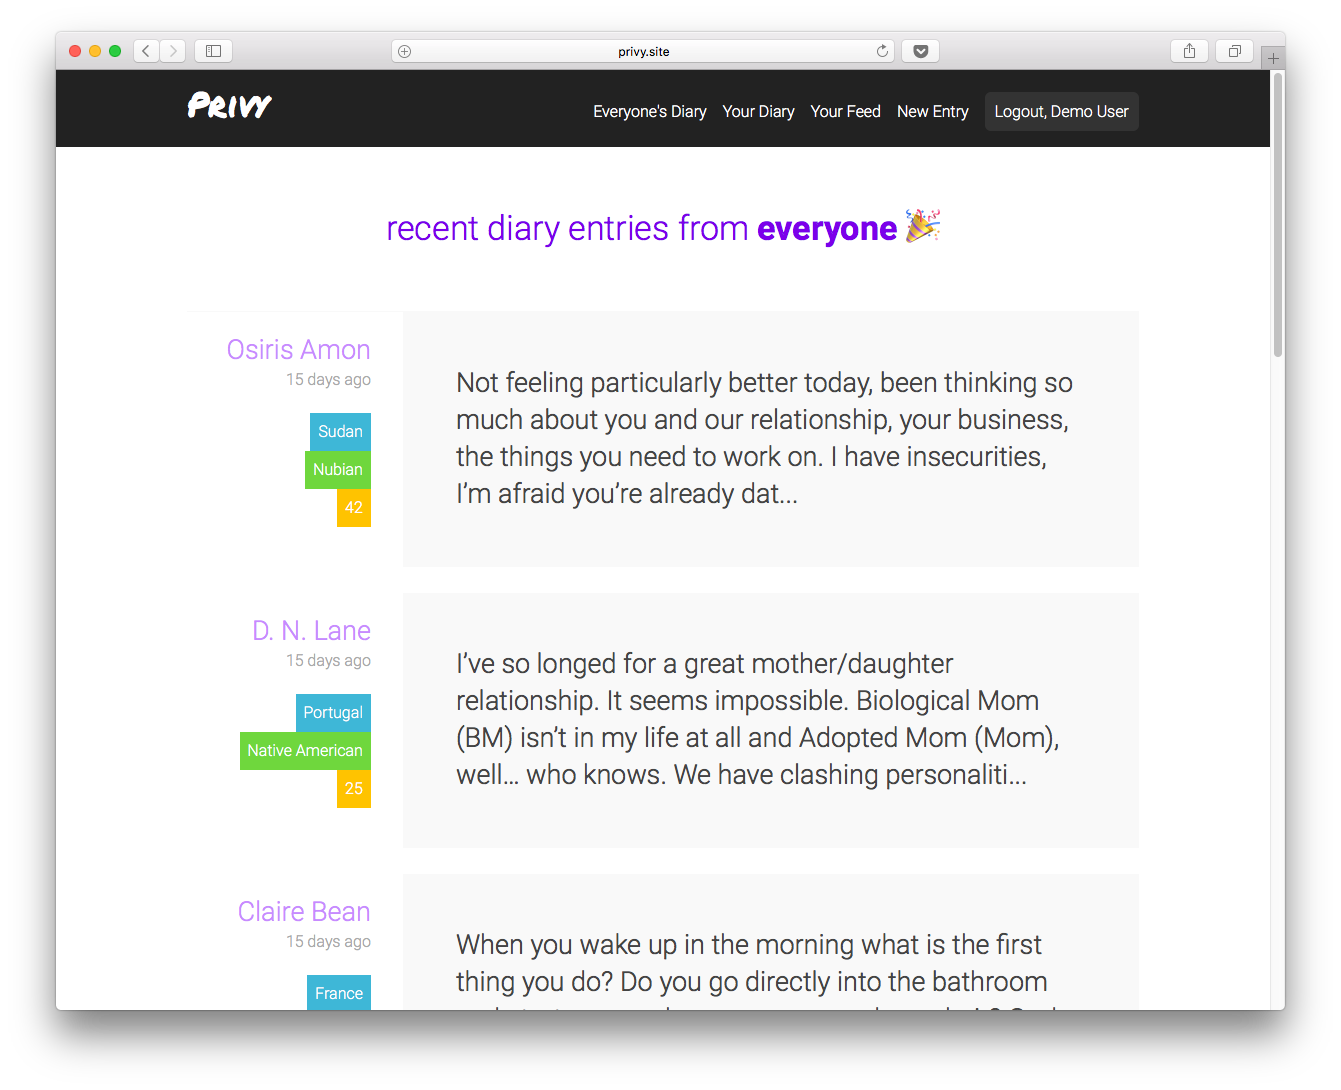 privy.site
Privy
Everyone's Diary Your Diary Your Feed New Entry Logout, Demo User
recent diary entries from everyone
Osiris Amon
15 days ago
Sudan
Nubian
42
Not feeling particularly better today, been thinking so
much about you and our relationship, your business,
the things you need to work on. I have insecurities,
I’m afraid you’re already dat...
D. N. Lane
15 days ago
Portugal
Native American
25
I’ve so longed for a great mother/daughter
relationship. It seems impossible. Biological Mom
(BM) isn’t in my life at all and Adopted Mom (Mom),
well… who knows. We have clashing personaliti...
Claire Bean
15 days ago
France
When you wake up in the morning what is the first
thing you do? Do you go directly into the bathroom